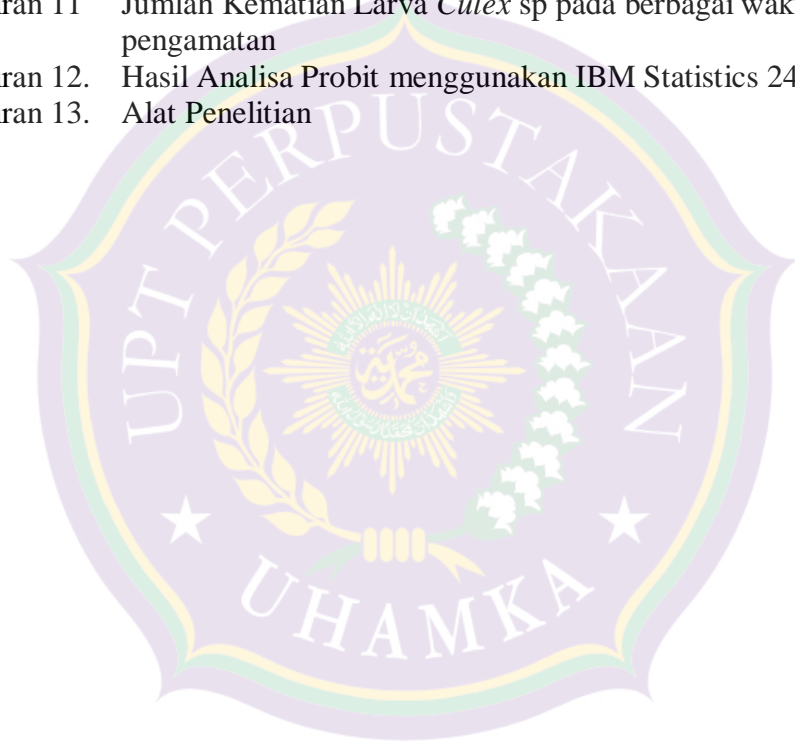 ran 11 Jumlah Kematian Larva Culex sp pada berbagai wak
pengamatan
ran 12. Hasil Analisa Probit menggunakan IBM Statistics 24
ran 13. Alat Penelitian
UPT PERPUSTAKAAN
UHAMKA